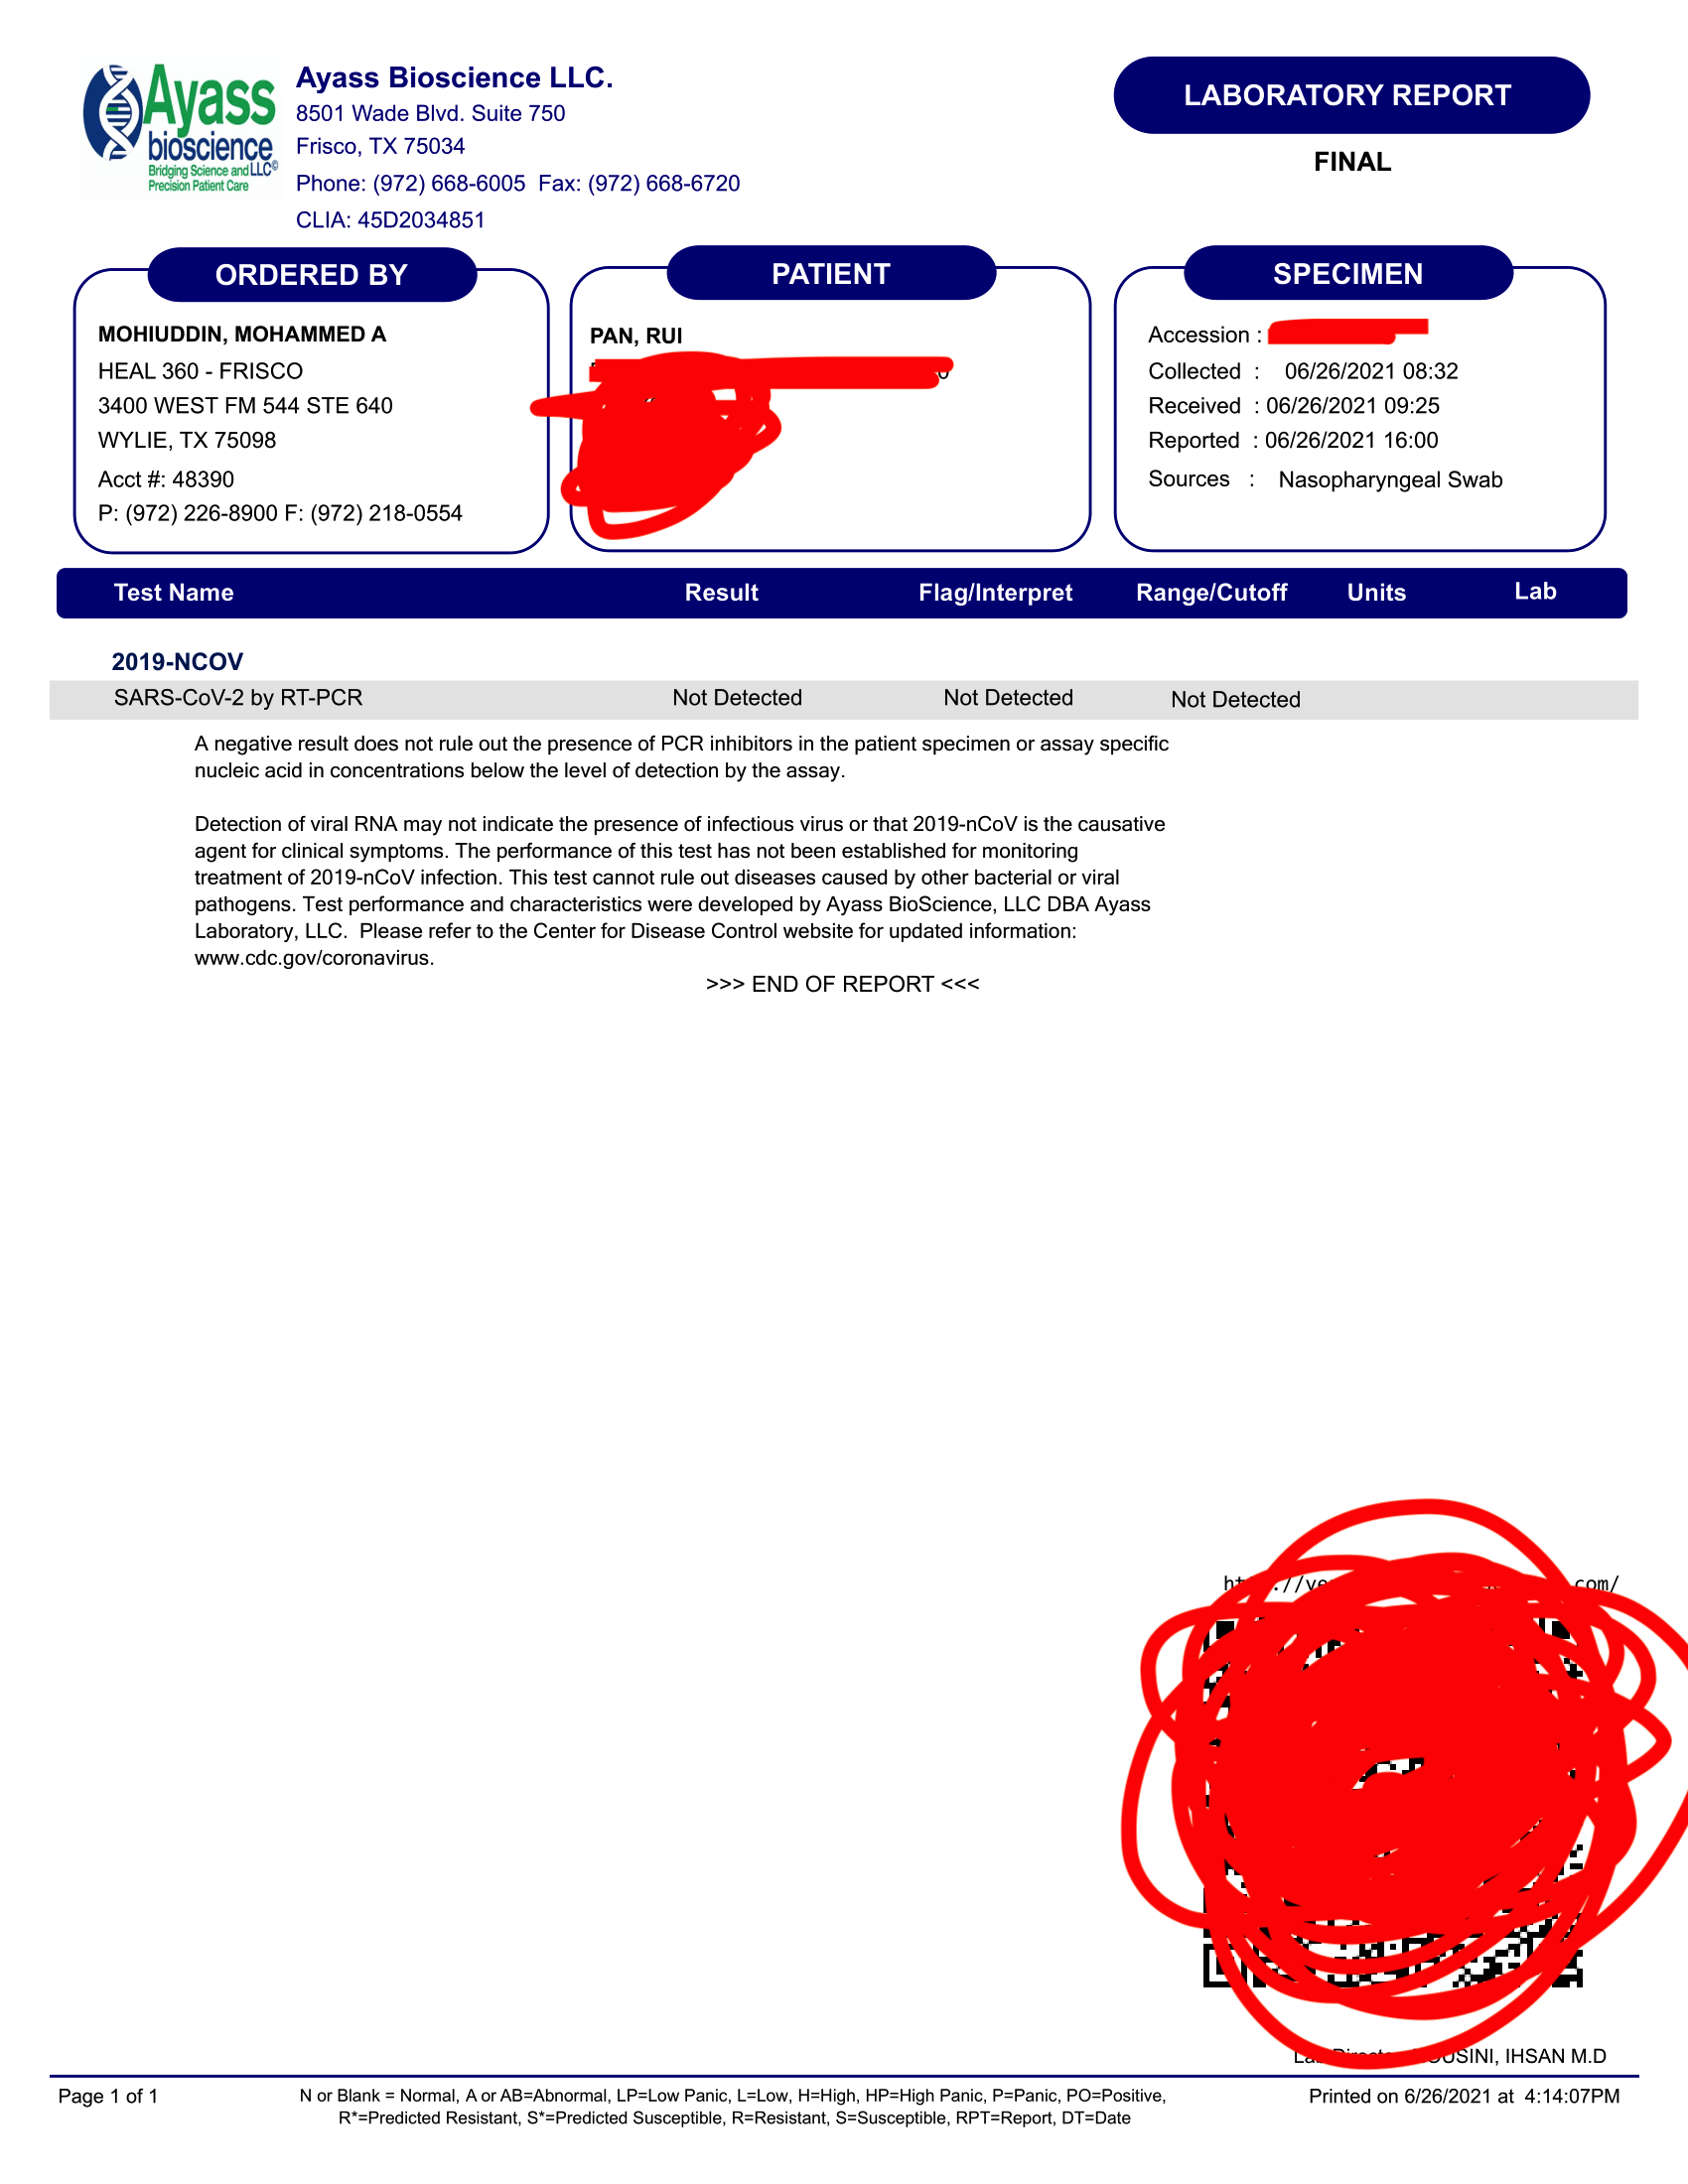 Ayass
bioscience
Bridging Science and LLC©
Precision Patient Care
Ayass Bioscience LLC.
8501 Wade Blvd. Suite 750
Frisco, TX 75034
Phone: (972) 668-6005  Fax: (972) 668-6720
CLIA: 45D2034851
LABORATORY REPORT
FINAL
ORDERED BY
MOHIUDDIN, MOHAMMED A
HEAL 360 - FRISCO
3400 WEST FM 544 STE 640
WYLIE, TX 75098
Acct #: 48390
P: (972) 226-8900 F: (972) 218-0554
PATIENT
PAN, RUI
SPECIMEN
Accession :
Collected : 06/26/2021 08:32
Received : 06/26/2021 09:25
Reported : 06/26/2021 16:00
Sources : Nasopharyngeal Swab
Test Name Result Flag/Interpret Range/Cutoff Units Lab
2019-NCOV
SARS-CoV-2 by RT-PCR Not Detected Not Detected Not Detected
A negative result does not rule out the presence of PCR inhibitors in the patient specimen or assay specific
nucleic acid in concentrations below the level of detection by the assay.
Detection of viral RNA may not indicate the presence of infectious virus or that 2019-nCoV is the causative
agent for clinical symptoms. The performance of this test has not been established for monitoring
treatment of 2019-nCoV infection. This test cannot rule out diseases caused by other bacterial or viral
pathogens. Test performance and characteristics were developed by Ayass BioScience, LLC DBA Ayass
Laboratory, LLC.  Please refer to the Center for Disease Control website for updated information:
www.cdc.gov/coronavirus.
>>> END OF REPORT <<<
com/
IHSAN M.D
Page 1 of 1
N or Blank = Normal, A or AB=Abnormal, LP=Low Panic, L=Low, H=High, HP=High Panic, P=Panic, PO=Positive,
R*=Predicted Resistant, S*=Predicted Susceptible, R=Resistant, S=Susceptible, RPT=Report, DT=Date
Printed on 6/26/2021 at  4:14:07PM